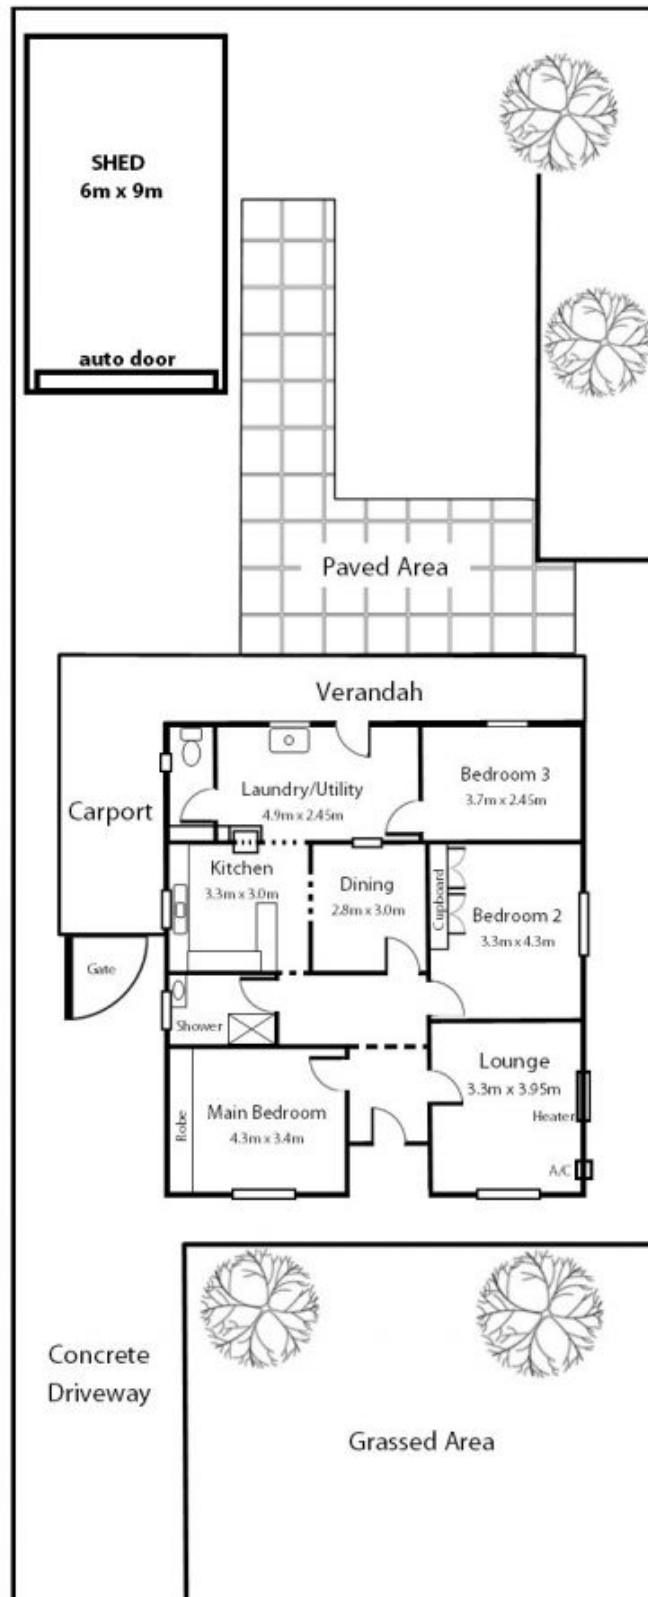 SHED
6m x 9m
auto door
Paved Area
Verandah
Carport
Laundry/Utility
4.9m x 2.45m
Bedroom 3
3.7m x 2.45m
Kitchen
3.3m x 3.0m
Dining
2.8m x 3.0m
Cupboard
Bedroom 2
3.3m x 4.3m
Gate
Shower
Lounge
3.3m x 3.95m
Heater
Robe
Main Bedroom
4.3m x 3.4m
A/C
Concrete
Driveway
Grassed Area